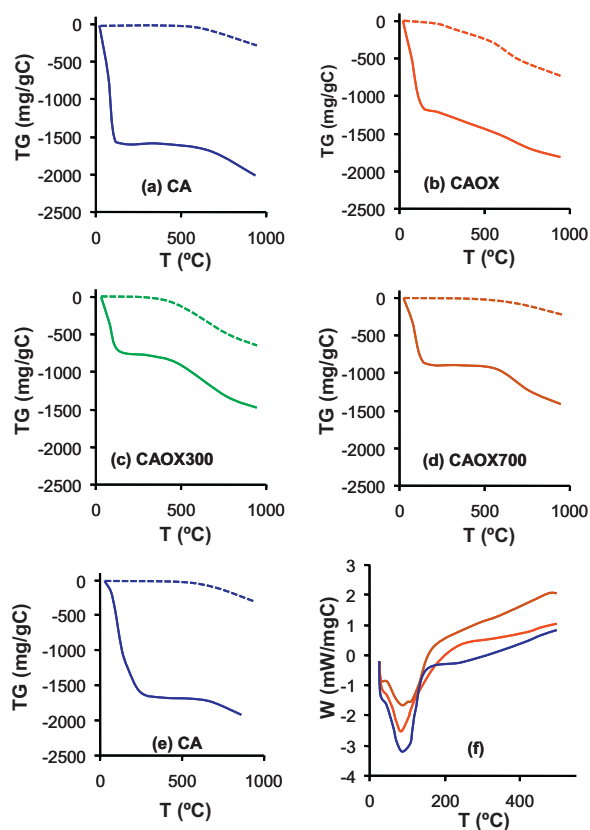 0
-500
-1000
-1500
-2000
-2500
TG (mg/gC)
(a) CA
0 500 1000
T (ºC)
0
-500
-1000
-1500
-2000
-2500
TG (mg/gC)
(b) CAOX
0 500 1000
T (ºC)
0
-500
-1000
-1500
-2000
-2500
TG (mg/gC)
(c) CAOX300
0 500 1000
T (ºC)
0
-500
-1000
-1500
-2000
-2500
TG (mg/gC)
(d) CAOX700
0 500 1000
T (ºC)
0
-500
-1000
-1500
-2000
-2500
TG (mg/gC)
(e) CA
0 500 1000
T (ºC)
3
2
1
0
-1
-2
-3
-4
W (mW/mgC)
(f)
0 200 400
T (ºC)